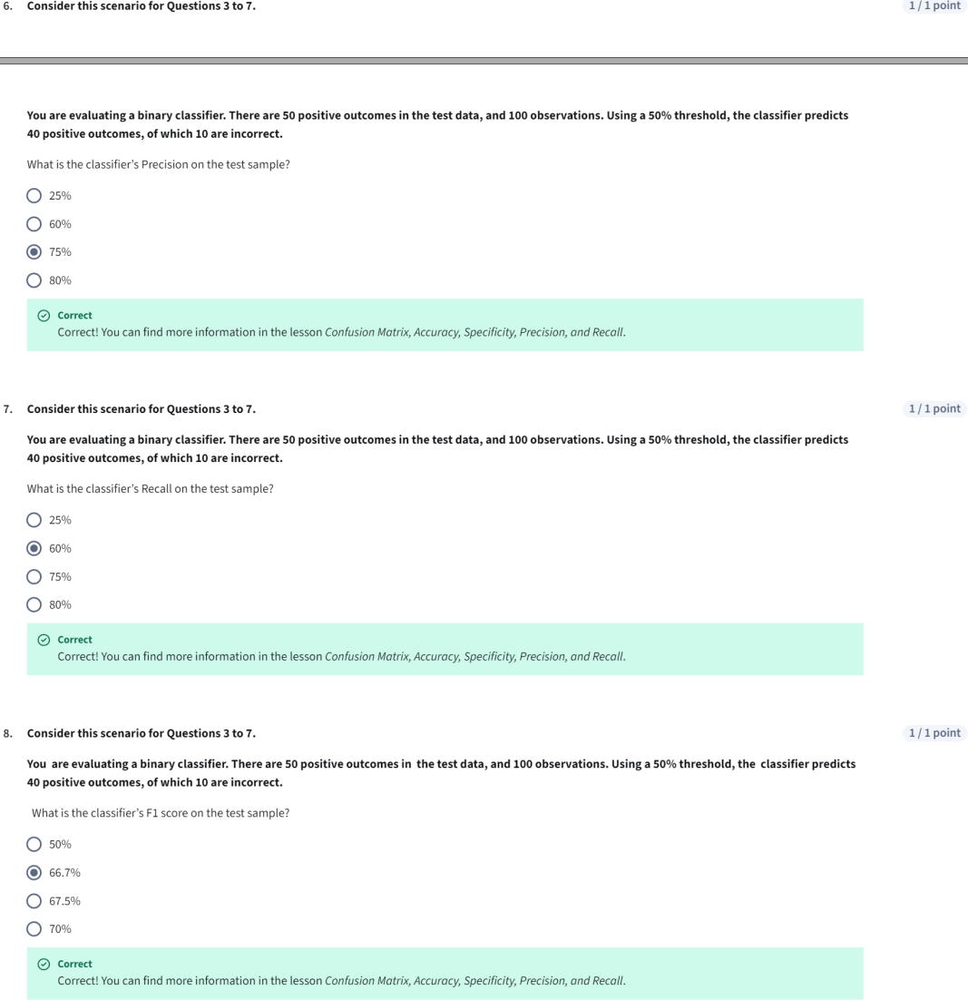 6. Consider this scenario for Questions 3 to 7. 1 / 1 point
You are evaluating a binary classifier. There are 50 positive outcomes in the test data, and 100 observations. Using a 50% threshold, the classifier predicts
40 positive outcomes, of which 10 are incorrect.
What is the classifier’s Precision on the test sample?
25%
60%
75%
80%
Correct
Correct! You can find more information in the lesson Confusion Matrix, Accuracy, Specificity, Precision, and Recall.
7. Consider this scenario for Questions 3 to 7. 1 / 1 point
You are evaluating a binary classifier. There are 50 positive outcomes in the test data, and 100 observations. Using a 50% threshold, the classifier predicts
40 positive outcomes, of which 10 are incorrect.
What is the classifier’s Recall on the test sample?
25%
60%
75%
80%
Correct
Correct! You can find more information in the lesson Confusion Matrix, Accuracy, Specificity, Precision, and Recall.
8. Consider this scenario for Questions 3 to 7. 1 / 1 point
You are evaluating a binary classifier. There are 50 positive outcomes in the test data, and 100 observations. Using a 50% threshold, the classifier predicts
40 positive outcomes, of which 10 are incorrect.
What is the classifier’s F1 score on the test sample?
50%
66.7%
67.5%
70%
Correct
Correct! You can find more information in the lesson Confusion Matrix, Accuracy, Specificity, Precision, and Recall.